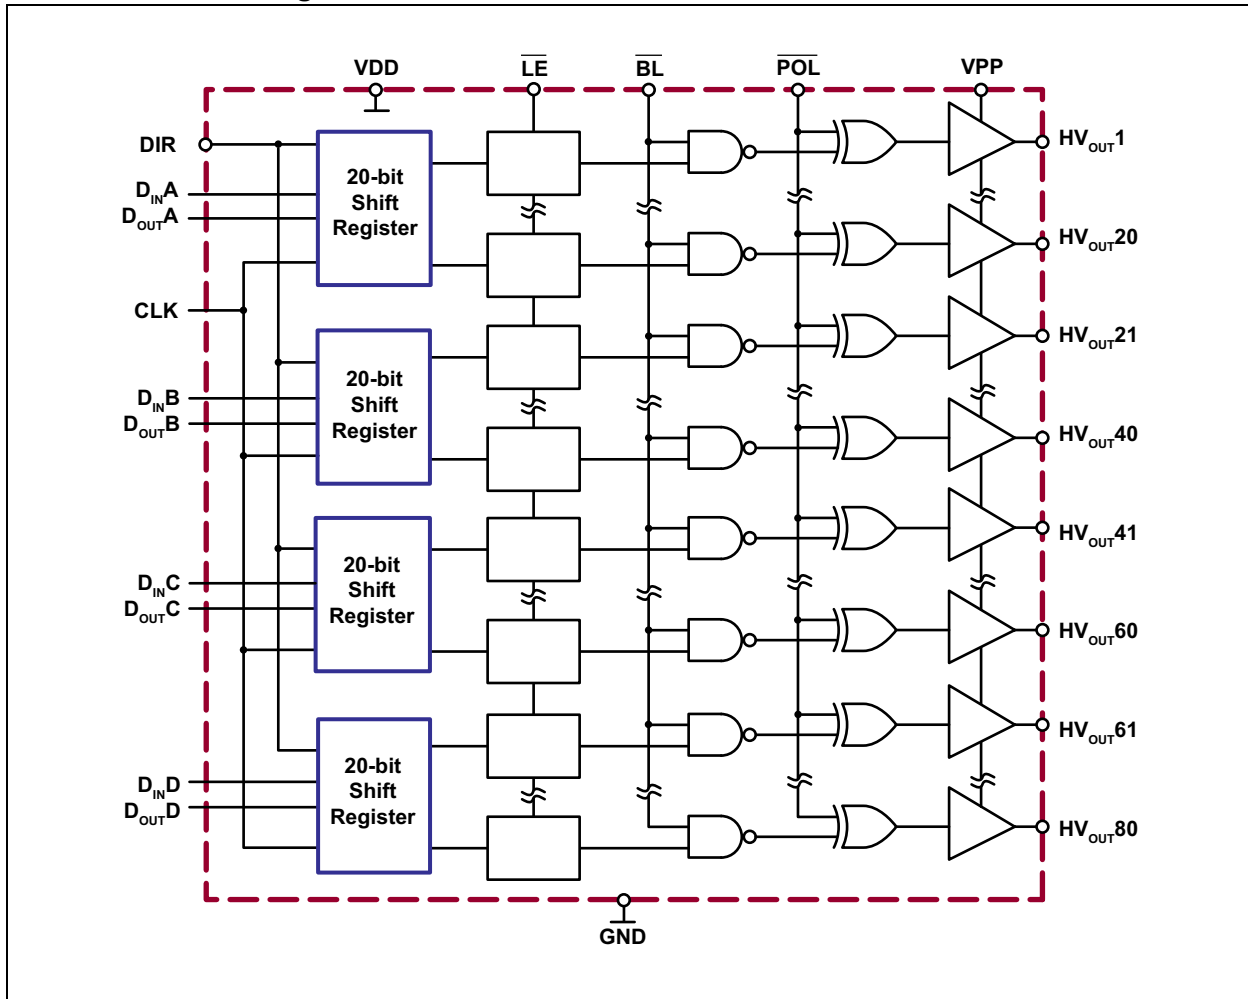 VDD
LE
BL
POL
VPP
DIR
DINA
DOUTA
CLK
DINB
DOUTB
DINC
DOUTC
DIND
DOUTD
20-bit
Shift
Register
20-bit
Shift
Register
20-bit
Shift
Register
20-bit
Shift
Register
HVOUT1
HVOUT20
HVOUT21
HVOUT40
HVOUT41
HVOUT60
HVOUT61
HVOUT80
GND